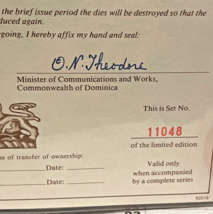 the brief issue period the dies will be destroyed so that the
duced again.
going, I hereby affix my hand and seal:
O.N. Theodore
Minister of Communications and Works,
Commonwealth of Dominica
This is Set No.
11048
of the limited edition
of transfer of ownership:
Date:
Valid only
when accompanied
by a complete series
Date: